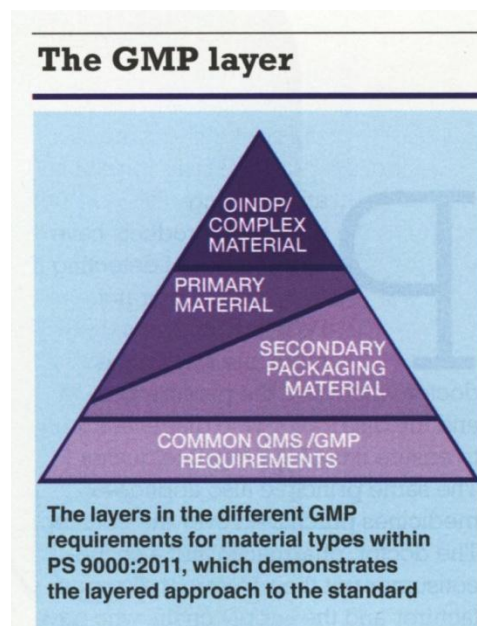 The GMP layer
OINDP/
COMPLEX
MATERIAL
PRIMARY
MATERIAL
SECONDARY
PACKAGING
MATERIAL
COMMON QMS /GMP
REQUIREMENTS
The layers in the different GMP
requirements for material types within
PS 9000:2011, which demonstrates
the layered approach to the standard